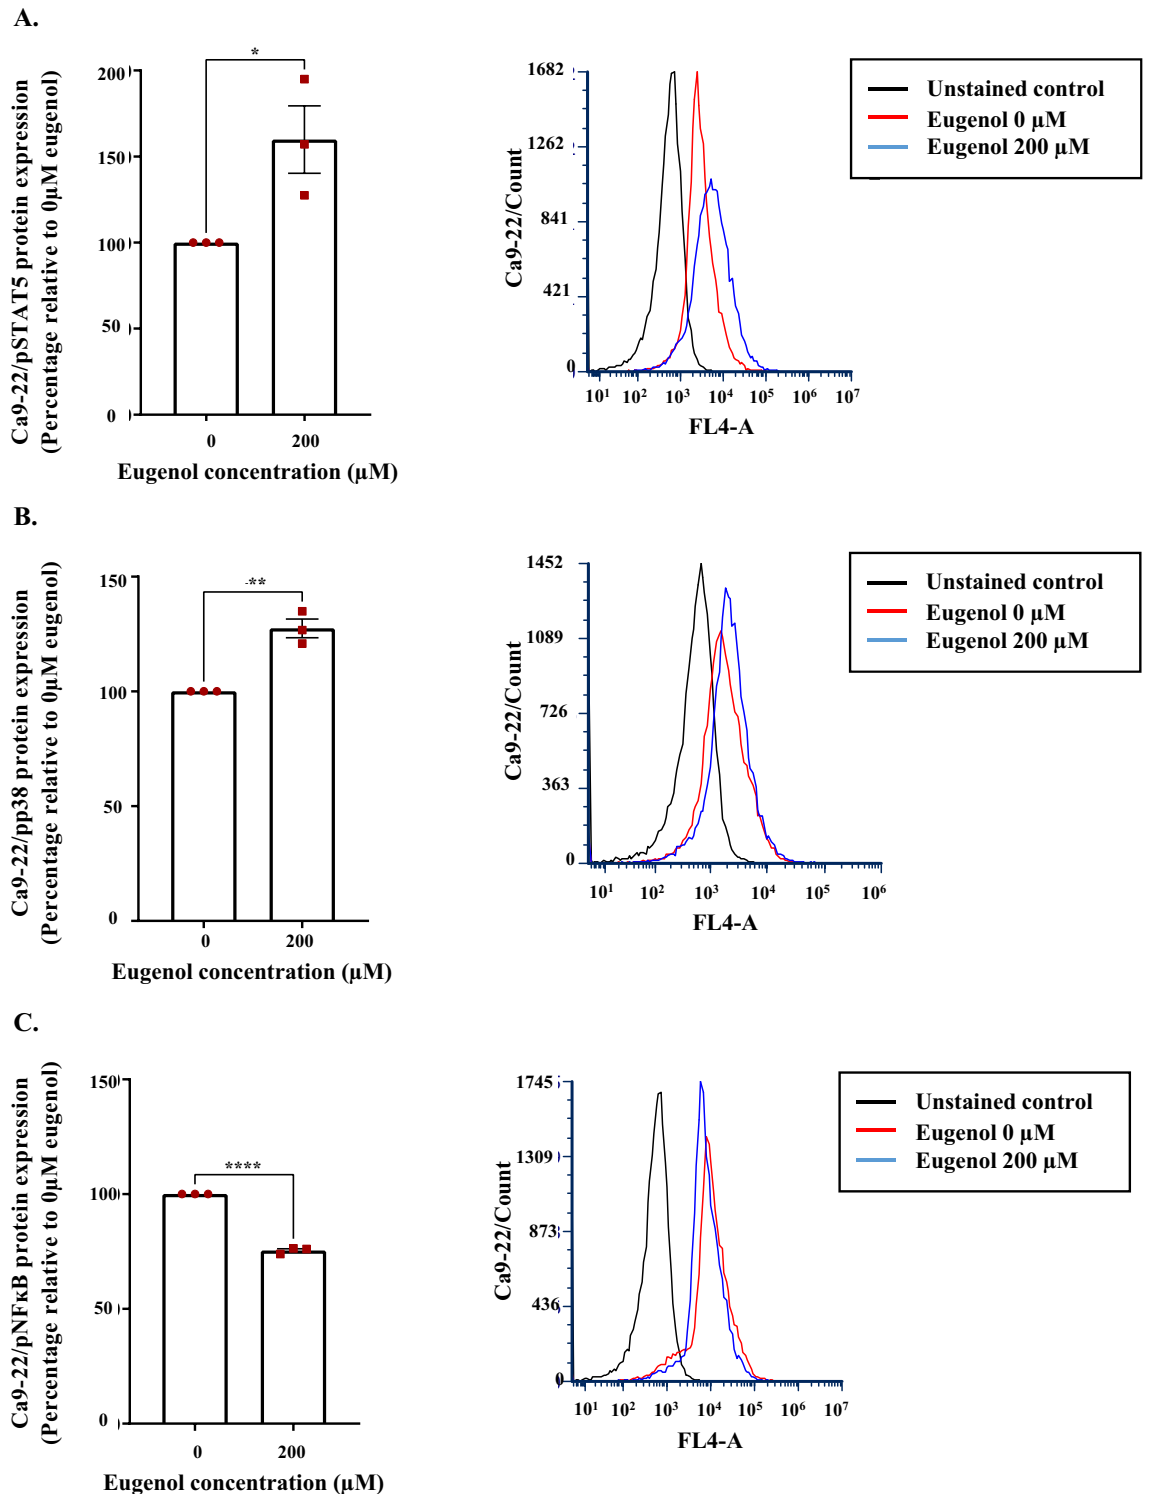 A.
Ca9-22/pSTAT5 protein expression
(Percentage relative to 0µM eugenol)
200
150
100
50
0
*
0 200
Eugenol concentration (µM)
Ca9-22/Count
1682
1262
841
421
0
10¹ 10² 10³ 10⁴ 10⁵ 10⁶ 10⁷
FL4-A
Unstained control
Eugenol 0 µM
Eugenol 200 µM
B.
Ca9-22/pp38 protein expression
(Percentage relative to 0µM eugenol)
150
100
50
0
**
0 200
Eugenol concentration (µM)
Ca9-22/Count
1452
1089
726
363
0
10¹ 10² 10³ 10⁴ 10⁵ 10⁶
FL4-A
Unstained control
Eugenol 0 µM
Eugenol 200 µM
C.
Ca9-22/pNFκB protein expression
(Percentage relative to 0µM eugenol)
150
100
50
0
****
0 200
Eugenol concentration (µM)
Ca9-22/Count
1745
1309
873
436
0
10¹ 10² 10³ 10⁴ 10⁵ 10⁶ 10⁷
FL4-A
Unstained control
Eugenol 0 µM
Eugenol 200 µM